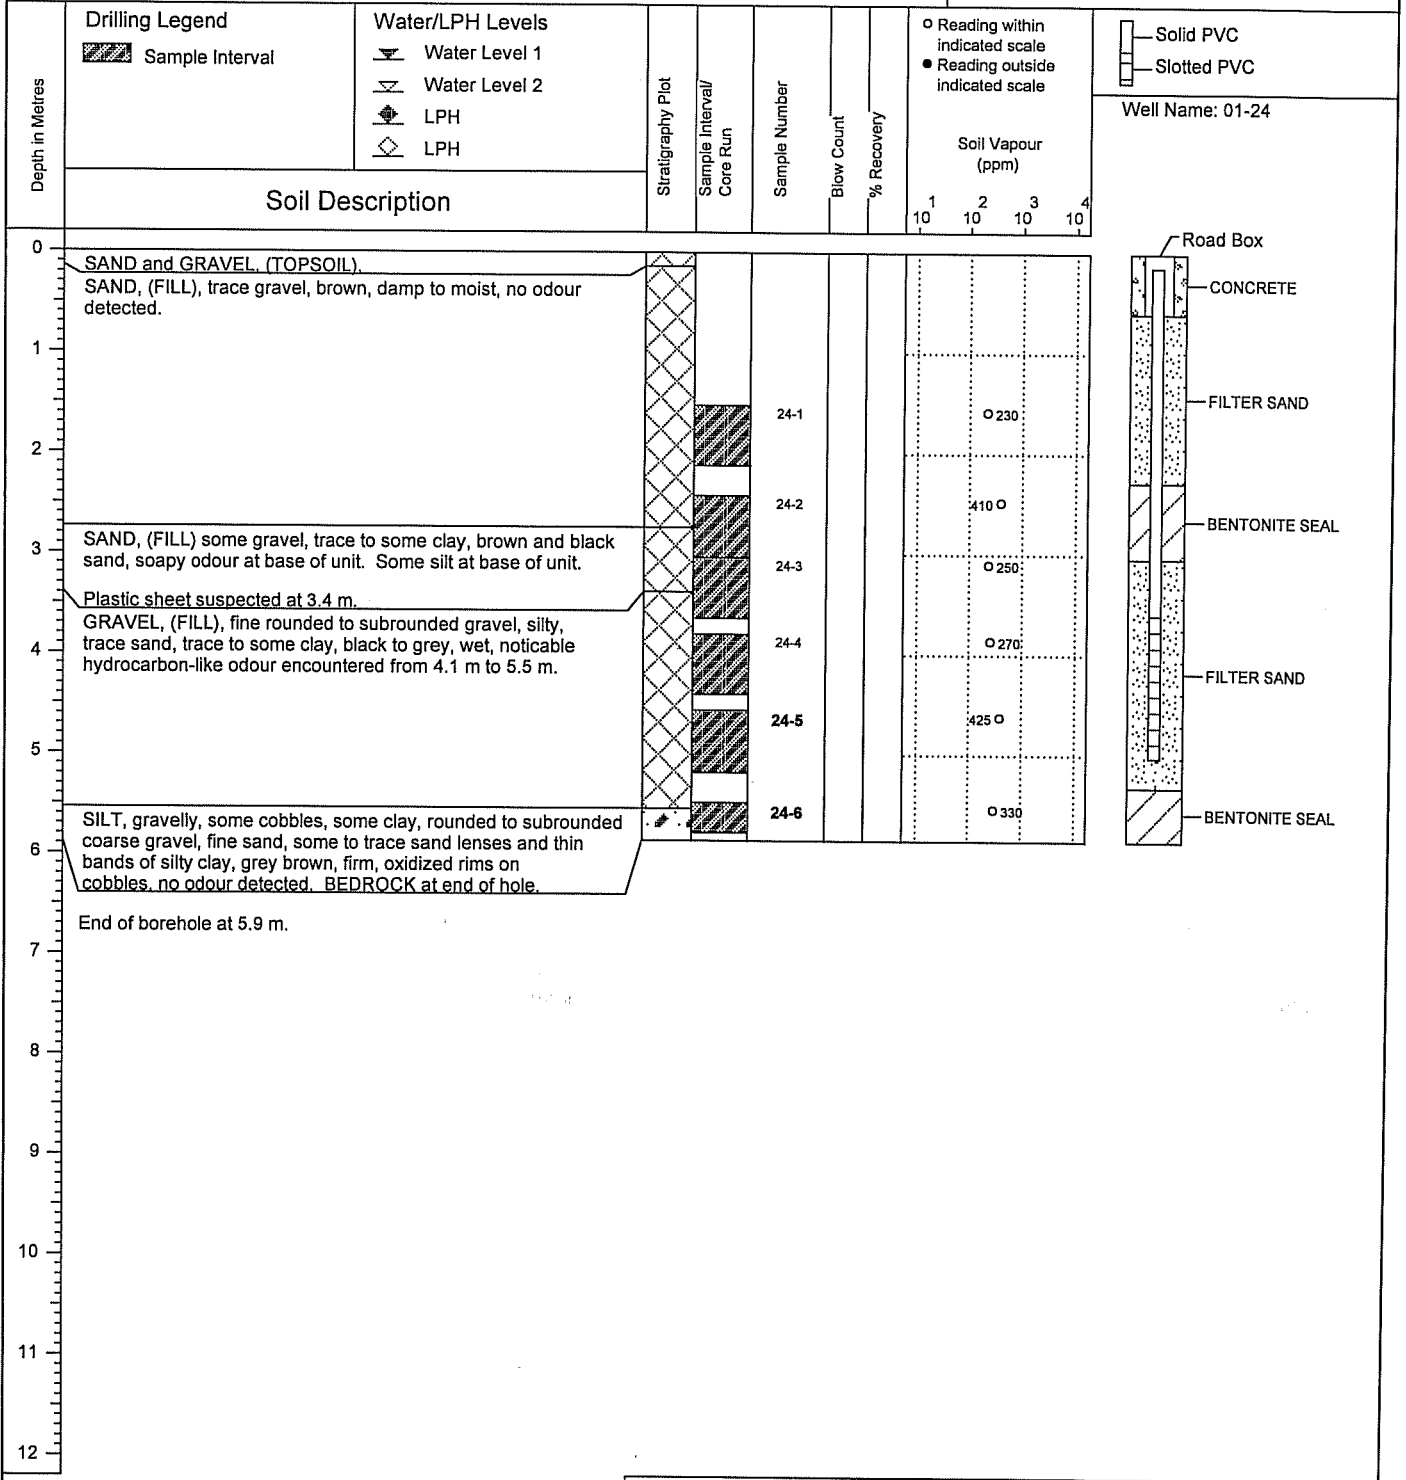 Drilling Legend
Sample Interval
Water/LPH Levels
Water Level 1
Water Level 2
LPH
LPH
Depth in Metres
Soil Description
Stratigraphy Plot
Sample Interval/
Core Run
Sample Number
Blow Count
% Recovery
Reading within
indicated scale
Reading outside
indicated scale
Soil Vapour
(ppm)
10 1 10 2 10 3 10 4
Solid PVC
Slotted PVC
Well Name: 01-24
0
1
2
3
4
5
6
7
8
9
10
11
12
SAND and GRAVEL, (TOPSOIL).
SAND, (FILL), trace gravel, brown, damp to moist, no odour
detected.
SAND, (FILL) some gravel, trace to some clay, brown and black
sand, soapy odour at base of unit. Some silt at base of unit.
Plastic sheet suspected at 3.4 m.
GRAVEL, (FILL), fine rounded to subrounded gravel, silty,
trace sand, trace to some clay, black to grey, wet, noticable
hydrocarbon-like odour encountered from 4.1 m to 5.5 m.
SILT, gravelly, some cobbles, some clay, rounded to subrounded
coarse gravel, fine sand, some to trace sand lenses and thin
bands of silty clay, grey brown, firm, oxidized rims on
cobbles, no odour detected. BEDROCK at end of hole.
End of borehole at 5.9 m.
24-1
24-2
24-3
24-4
24-5
24-6
230
410
250
270
425
330
Road Box
CONCRETE
FILTER SAND
BENTONITE SEAL
FILTER SAND
BENTONITE SEAL